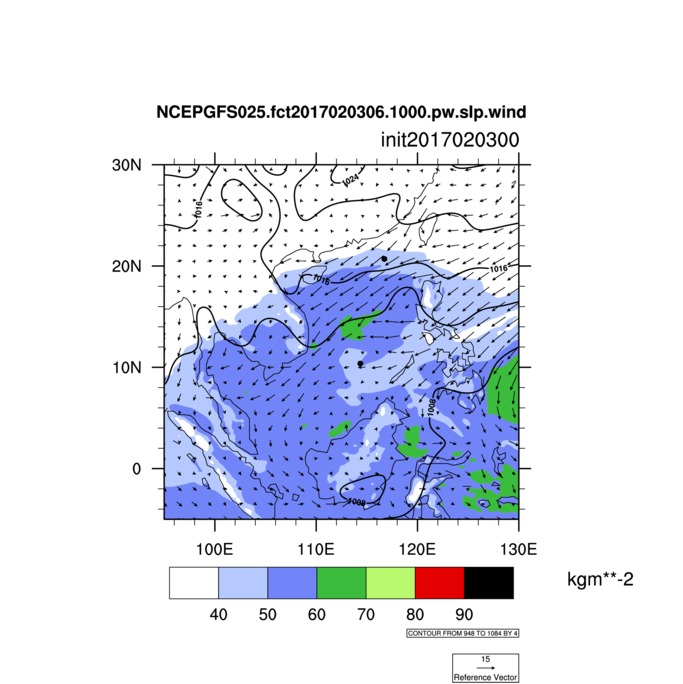 NCEPGFS025.fct2017020306.1000.pw.slp.wind
init2017020300
30N
1024
1016
20N
1016
1016
10N
1008
0
1008
100E 110E 120E 130E
kgm**-2
40 50 60 70 80 90
CONTOUR FROM 948 TO 1084 BY 4
15
Reference Vector